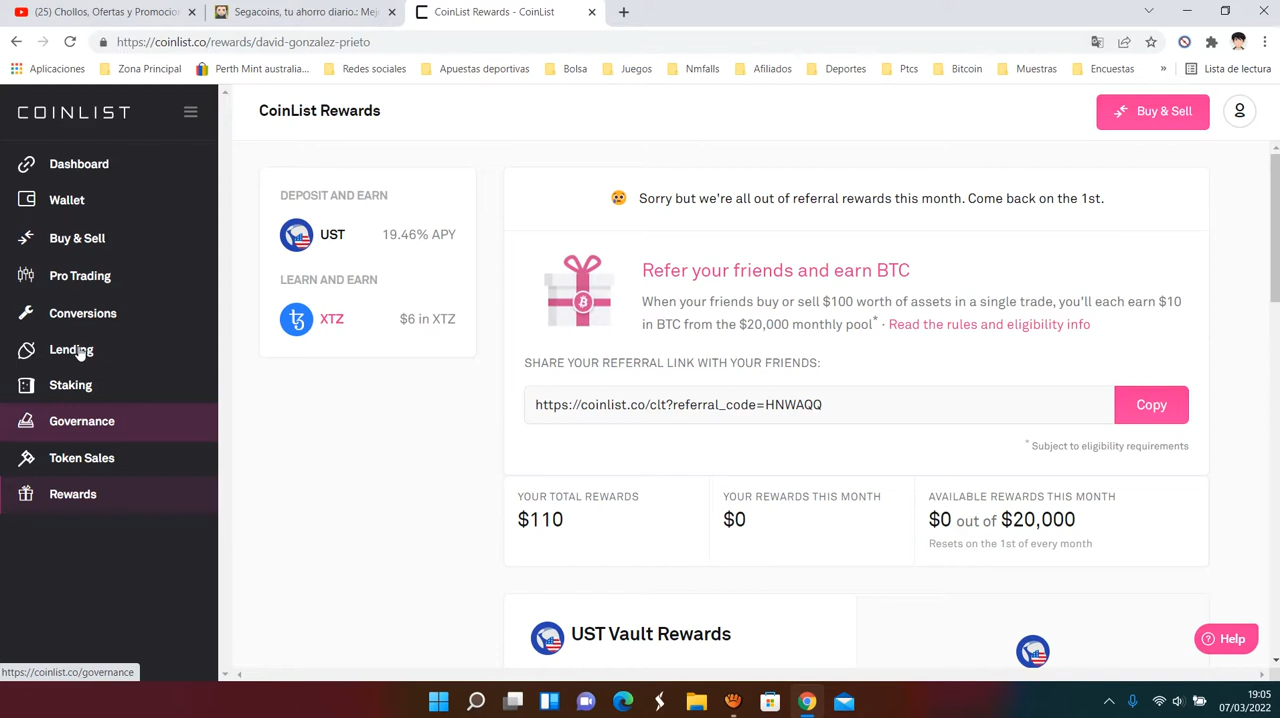 (25) Chollos, Ofertas y Promocior
Segacoins, tu ahorro diario.: Mej
CoinList Rewards - CoinList
https://coinlist.co/rewards/david-gonzalez-prieto
Aplicaciones
Zona Principal
Perth Mint australia...
Redes sociales
Apuestas deportivas
Bolsa
Juegos
Nmfalls
Afiliados
Deportes
Ptcs
Bitcoin
Muestras
Encuestas
»
Lista de lectura
COINLIST
Dashboard
Wallet
Buy & Sell
Pro Trading
Conversions
Lending
Staking
Governance
Token Sales
Rewards
CoinList Rewards
Buy & Sell
DEPOSIT AND EARN
UST 19.46% APY
LEARN AND EARN
XTZ $6 in XTZ
Sorry but we're all out of referral rewards this month. Come back on the 1st.
Refer your friends and earn BTC
When your friends buy or sell $100 worth of assets in a single trade, you'll each earn $10
in BTC from the $20,000 monthly pool* · Read the rules and eligibility info
SHARE YOUR REFERRAL LINK WITH YOUR FRIENDS:
https://coinlist.co/clt?referral_code=HNWAQQ
Copy
* Subject to eligibility requirements
YOUR TOTAL REWARDS
$110
YOUR REWARDS THIS MONTH
$0
AVAILABLE REWARDS THIS MONTH
$0 out of $20,000
Resets on the 1st of every month
UST Vault Rewards
Help
https://coinlist.co/governance
19:05
07/03/2022